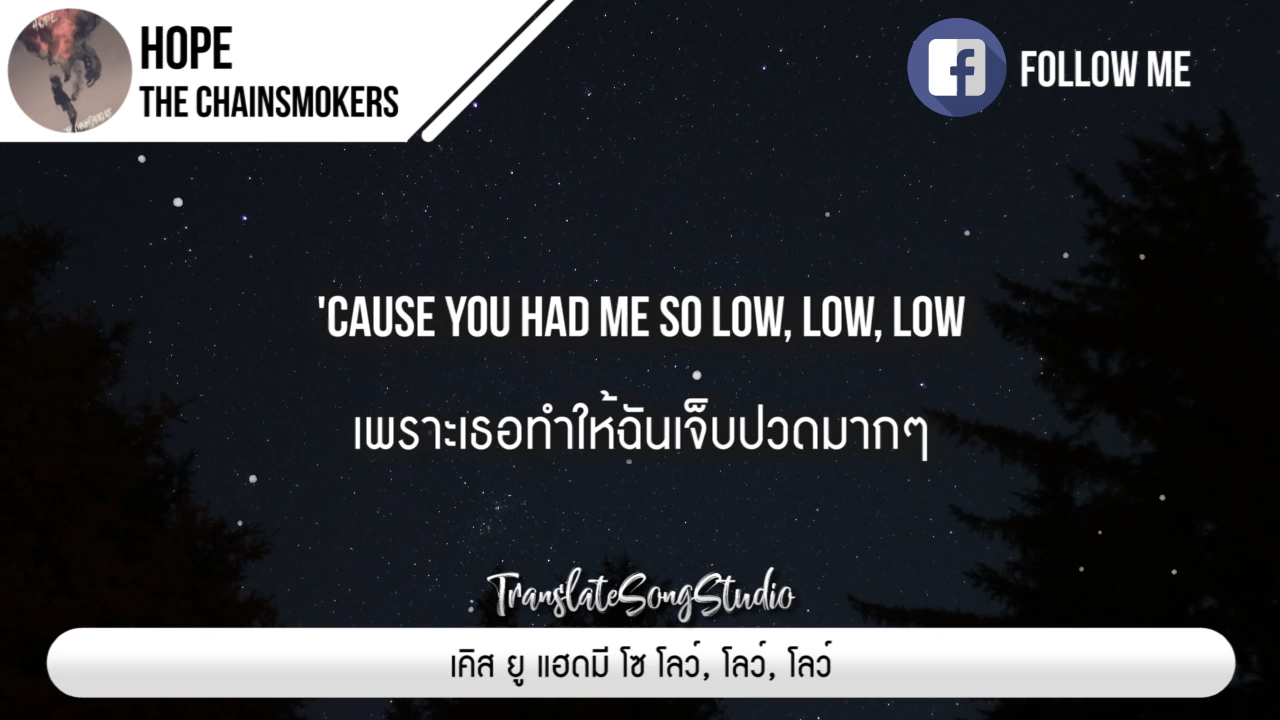 HOPE
THE CHAINSMOKERS
FOLLOW ME
'CAUSE YOU HAD ME SO LOW, LOW, LOW
เพราะเธอทำให้ฉันเจ็บปวดมากๆ
TranslateSongStudio
เคิส ยู แฮดมี โซ โลว์, โลว์, โลว์